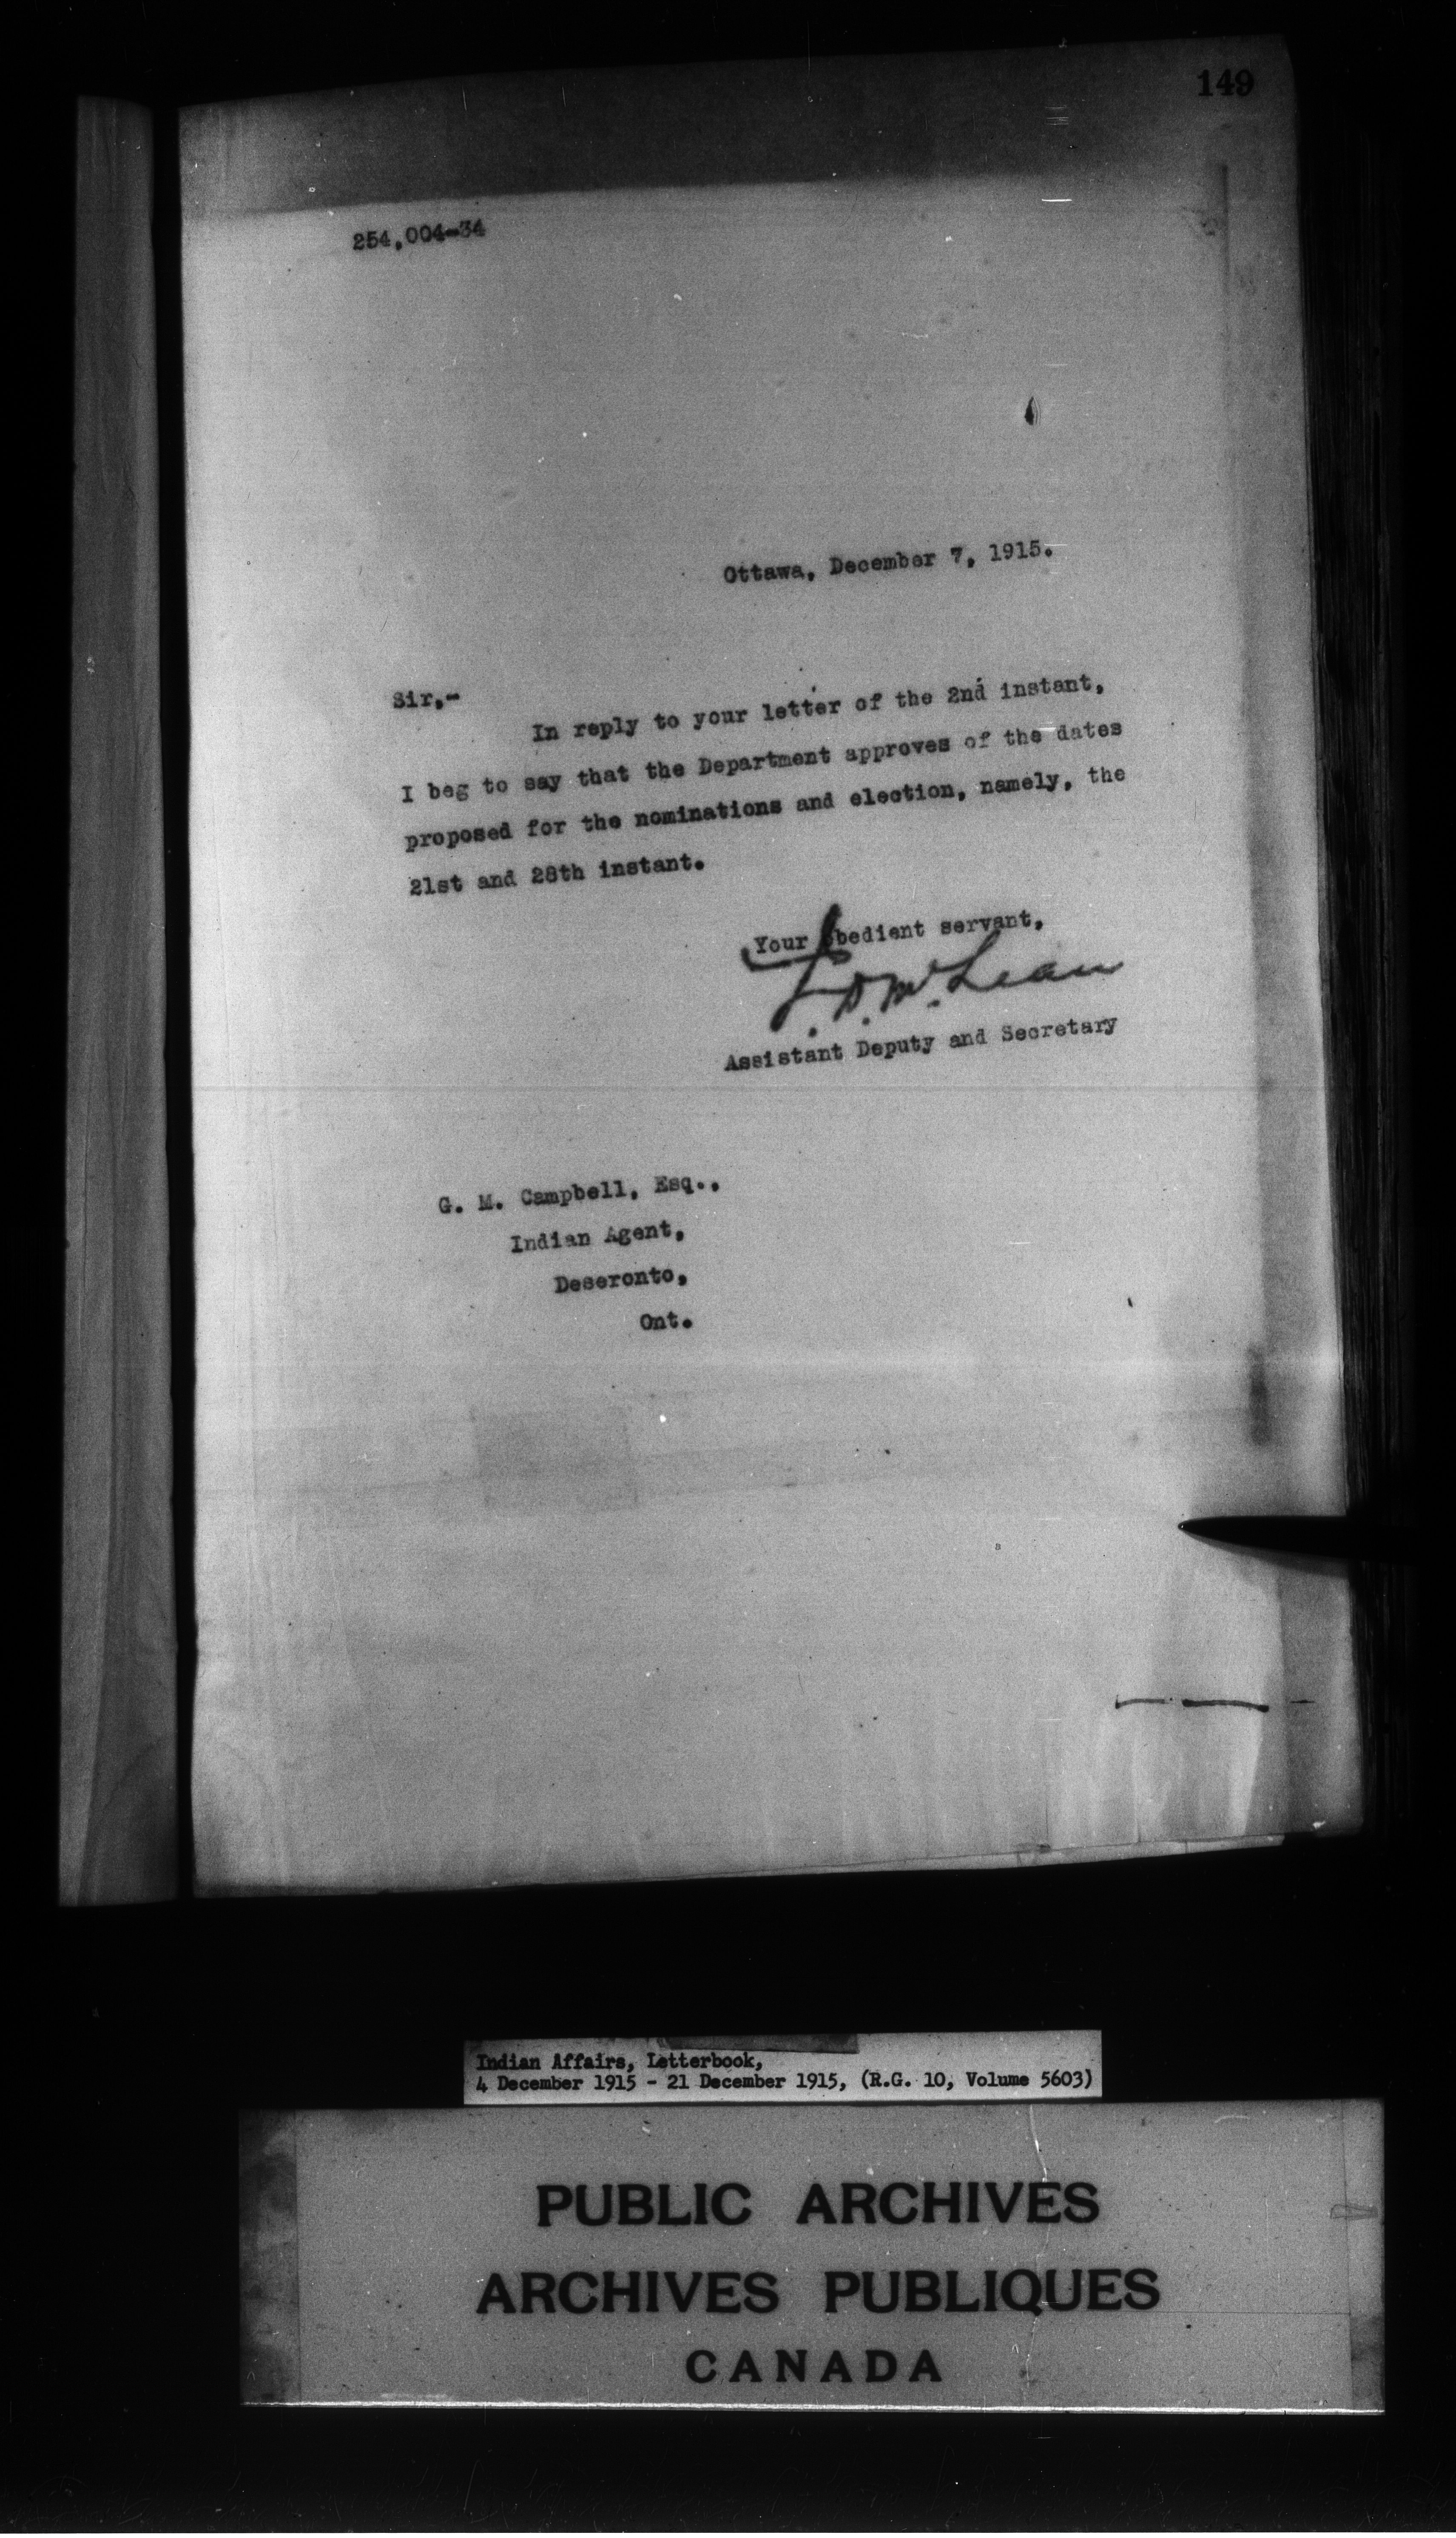 149
254,004-34
Ottawa, December 7, 1915.
Sir,-
In reply to your letter of the 2nd instant,
I beg to say that the Department approves of the dates
proposed for the nominations and election, namely, the
21st and 28th instant.
Your obedient servant,
J. D. McLean
Assistant Deputy and Secretary
G. M. Campbell, Esq.,
Indian Agent,
Deseronto,
Ont.
Indian Affairs, Letterbook,
4 December 1915 - 21 December 1915, (R.G. 10, Volume 5603)
PUBLIC ARCHIVES
ARCHIVES PUBLIQUES
CANADA